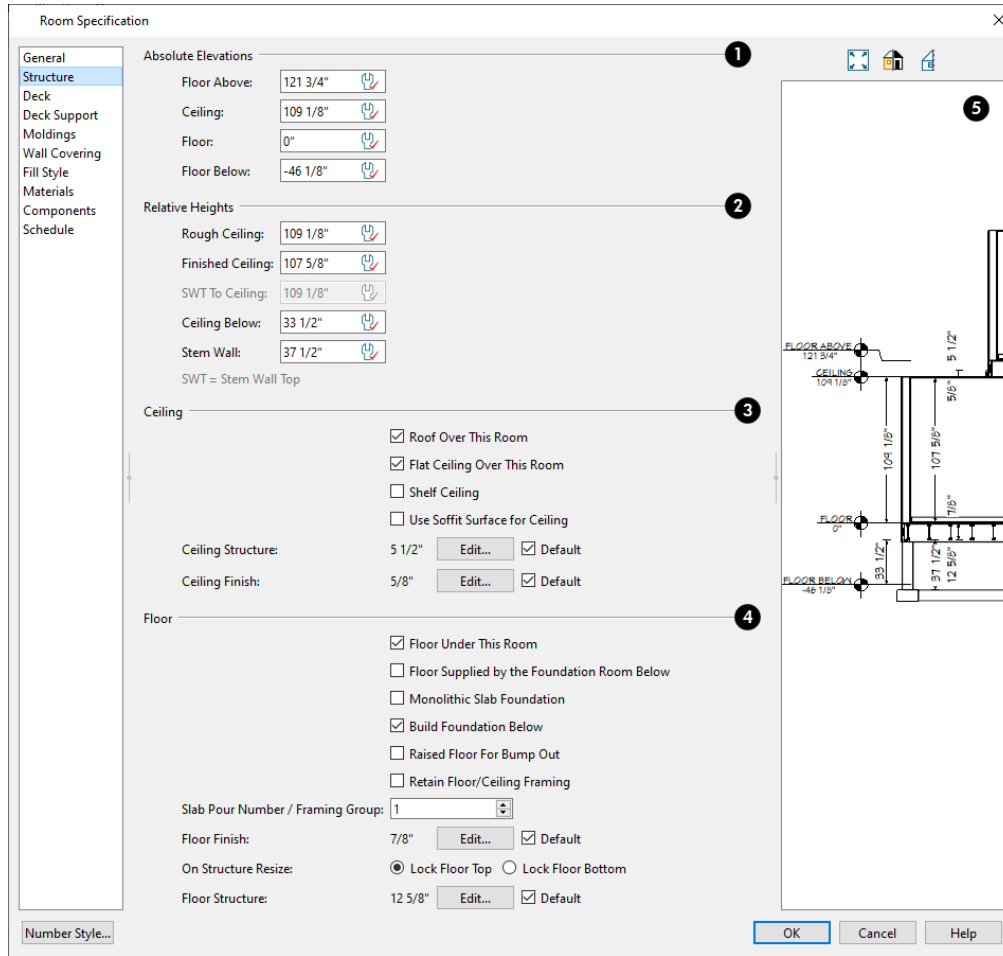 Room Specification
General
Structure
Deck
Deck Support
Moldings
Wall Covering
Fill Style
Materials
Components
Schedule
Absolute Elevations 1
Floor Above: 121 3/4"
Ceiling: 109 1/8"
Floor: 0"
Floor Below: -46 1/8"
Relative Heights 2
Rough Ceiling: 109 1/8"
Finished Ceiling: 107 5/8"
SWT To Ceiling: 109 1/8"
Ceiling Below: 33 1/2"
Stem Wall: 37 1/2"
SWT = Stem Wall Top
Ceiling 3
Roof Over This Room
Flat Ceiling Over This Room
Shelf Ceiling
Use Soffit Surface for Ceiling
Ceiling Structure: 5 1/2" Edit... Default
Ceiling Finish: 5/8" Edit... Default
Floor 4
Floor Under This Room
Floor Supplied by the Foundation Room Below
Monolithic Slab Foundation
Build Foundation Below
Raised Floor For Bump Out
Retain Floor/Ceiling Framing
Slab Pour Number / Framing Group: 1
Floor Finish: 7/8" Edit... Default
On Structure Resize: Lock Floor Top Lock Floor Bottom
Floor Structure: 12 5/8" Edit... Default
5
FLOOR ABOVE
121 3/4"
CEILING
109 1/8"
5 1/2"
5/8"
109 1/8"
107 5/8"
7/8"
FLOOR
0"
33 1/2"
37 1/2"
12 5/8"
FLOOR BELOW
-46 1/8"
Number Style... OK Cancel Help